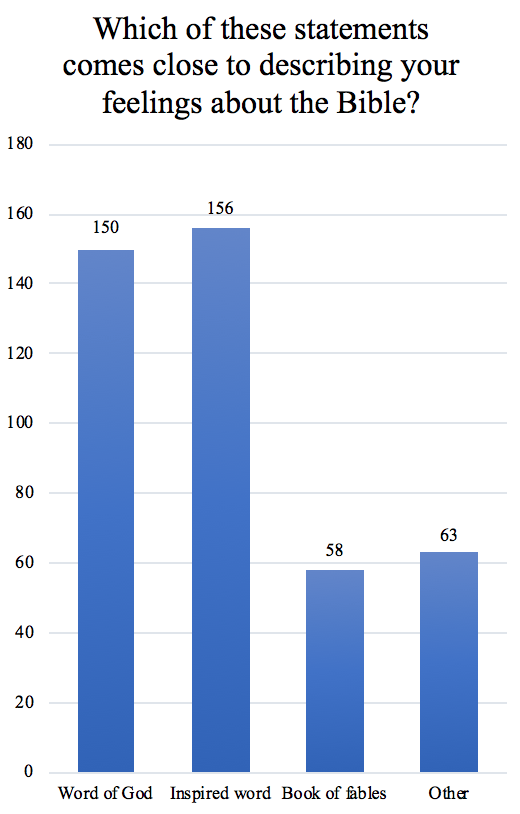 Which of these statements
comes close to describing your
feelings about the Bible?
180
160
140
120
100
80
60
40
20
0
150
156
58
63
Word of God
Inspired word
Book of fables
Other